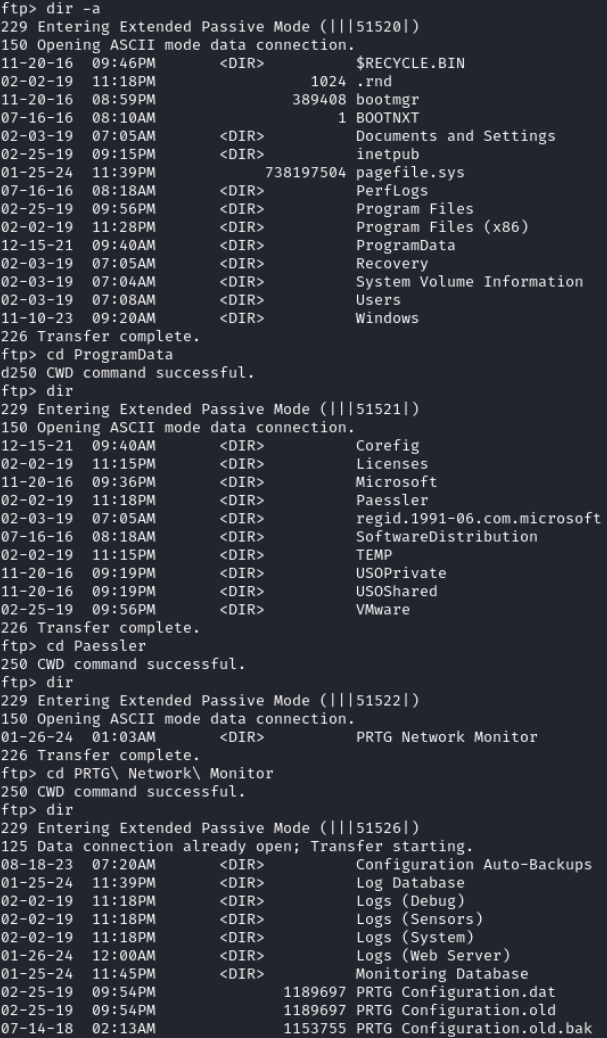 ftp> dir -a
229 Entering Extended Passive Mode (|||51520|)
150 Opening ASCII mode data connection.
11-20-16  09:46PM       <DIR>          $RECYCLE.BIN
02-02-19  11:18PM                 1024 .rnd
11-20-16  08:59PM               389408 bootmgr
07-16-16  08:10AM                    1 BOOTNXT
02-03-19  07:05AM       <DIR>          Documents and Settings
02-25-19  09:15PM       <DIR>          inetpub
01-25-24  11:39PM            738197504 pagefile.sys
07-16-16  08:18AM       <DIR>          PerfLogs
02-25-19  09:56PM       <DIR>          Program Files
02-02-19  11:28PM       <DIR>          Program Files (x86)
12-15-21  09:40AM       <DIR>          ProgramData
02-03-19  07:05AM       <DIR>          Recovery
02-03-19  07:04AM       <DIR>          System Volume Information
02-03-19  07:08AM       <DIR>          Users
11-10-23  09:20AM       <DIR>          Windows
226 Transfer complete.
ftp> cd ProgramData
d250 CWD command successful.
ftp> dir
229 Entering Extended Passive Mode (|||51521|)
150 Opening ASCII mode data connection.
12-15-21  09:40AM       <DIR>          Corefig
02-02-19  11:15PM       <DIR>          Licenses
11-20-16  09:36PM       <DIR>          Microsoft
02-02-19  11:18PM       <DIR>          Paessler
02-03-19  07:05AM       <DIR>          regid.1991-06.com.microsoft
07-16-16  08:18AM       <DIR>          SoftwareDistribution
02-02-19  11:15PM       <DIR>          TEMP
11-20-16  09:19PM       <DIR>          USOPrivate
11-20-16  09:19PM       <DIR>          USOShared
02-25-19  09:56PM       <DIR>          VMware
226 Transfer complete.
ftp> cd Paessler
250 CWD command successful.
ftp> dir
229 Entering Extended Passive Mode (|||51522|)
150 Opening ASCII mode data connection.
01-26-24  01:03AM       <DIR>          PRTG Network Monitor
226 Transfer complete.
ftp> cd PRTG\ Network\ Monitor
250 CWD command successful.
ftp> dir
229 Entering Extended Passive Mode (|||51526|)
125 Data connection already open; Transfer starting.
08-18-23  07:20AM       <DIR>          Configuration Auto-Backups
01-25-24  11:39PM       <DIR>          Log Database
02-02-19  11:18PM       <DIR>          Logs (Debug)
02-02-19  11:18PM       <DIR>          Logs (Sensors)
02-02-19  11:18PM       <DIR>          Logs (System)
01-26-24  12:00AM       <DIR>          Logs (Web Server)
01-25-24  11:45PM       <DIR>          Monitoring Database
02-25-19  09:54PM              1189697 PRTG Configuration.dat
02-25-19  09:54PM              1189697 PRTG Configuration.old
07-14-18  02:13AM              1153755 PRTG Configuration.old.bak